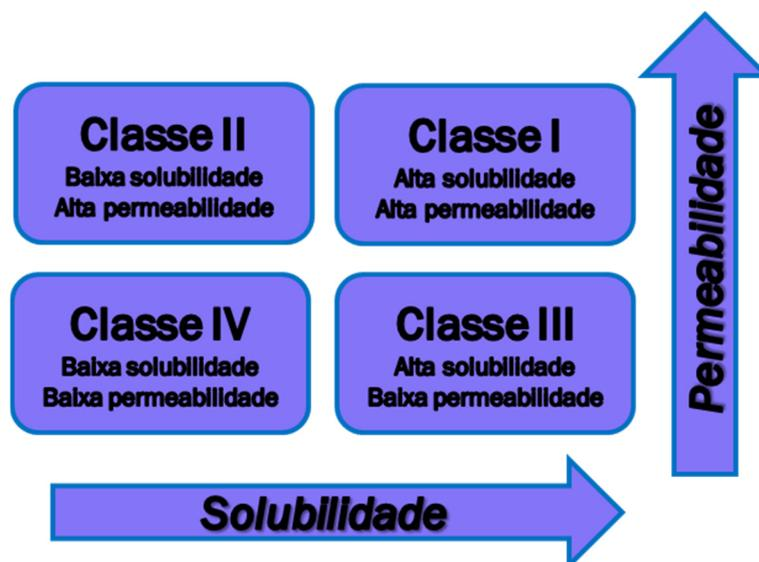 Classe II
Baixa solubilidade
Alta permeabilidade
Classe I
Alta solubilidade
Alta permeabilidade
Classe IV
Baixa solubilidade
Baixa permeabilidade
Classe III
Alta solubilidade
Baixa permeabilidade
Permeabilidade
Solubilidade